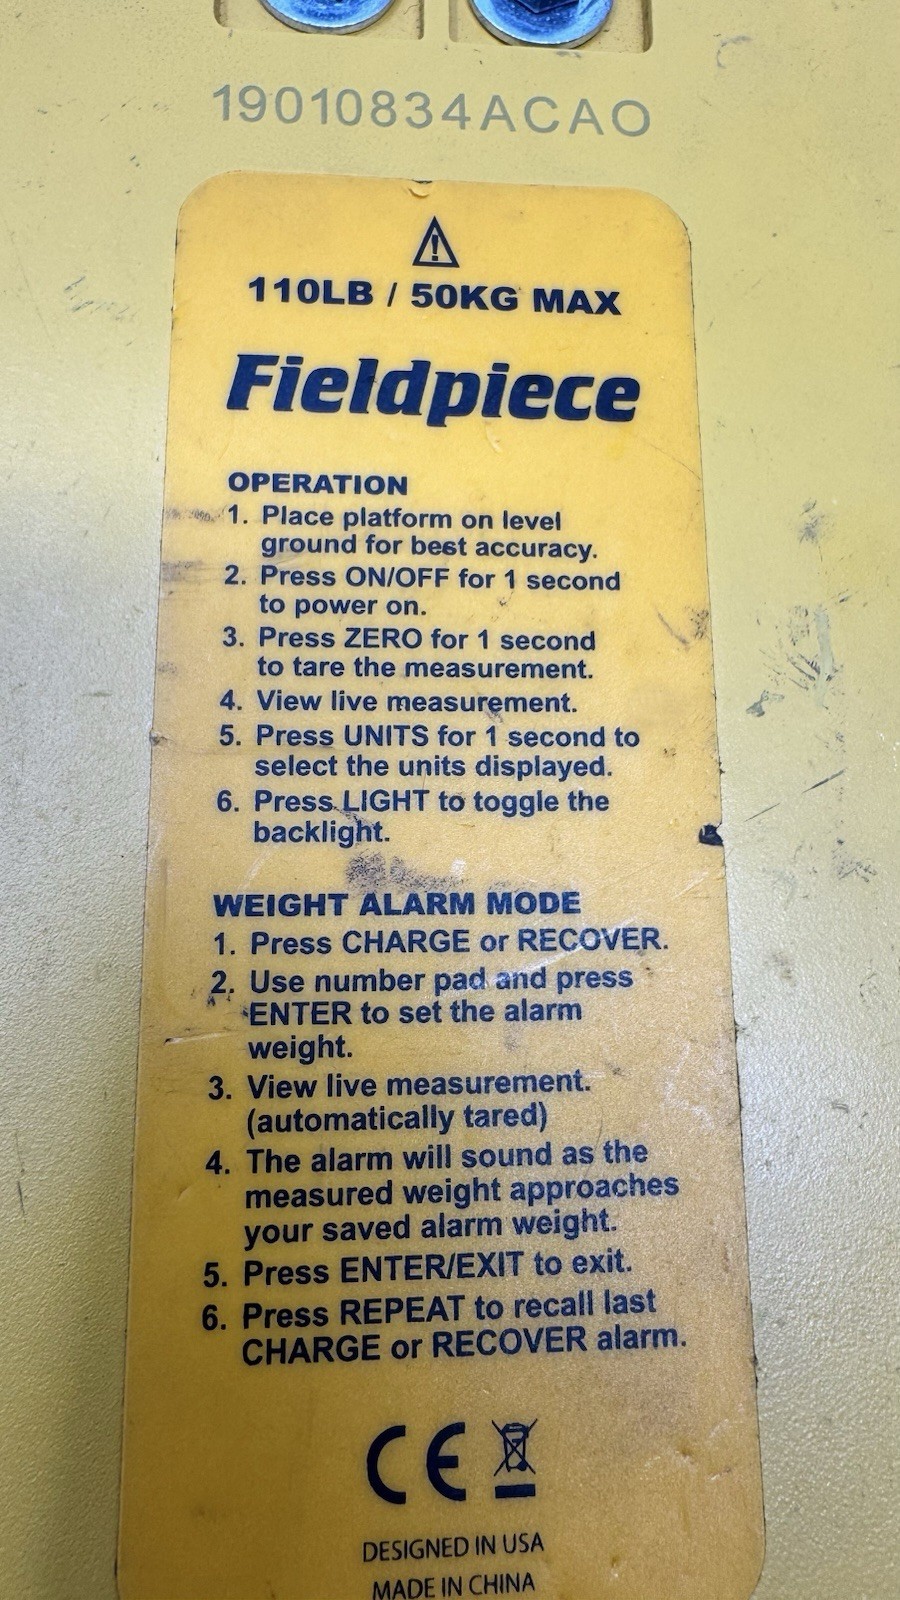 19010834ACAO
110LB / 50KG MAX
Fieldpiece
OPERATION
1. Place platform on level
ground for best accuracy.
2. Press ON/OFF for 1 second
to power on.
3. Press ZERO for 1 second
to tare the measurement.
4. View live measurement.
5. Press UNITS for 1 second to
select the units displayed.
6. Press LIGHT to toggle the
backlight.
WEIGHT ALARM MODE
1. Press CHARGE or RECOVER.
2. Use number pad and press
ENTER to set the alarm
weight.
3. View live measurement.
(automatically tared)
4. The alarm will sound as the
measured weight approaches
your saved alarm weight.
5. Press ENTER/EXIT to exit.
6. Press REPEAT to recall last
CHARGE or RECOVER alarm.
CE
DESIGNED IN USA
MADE IN CHINA